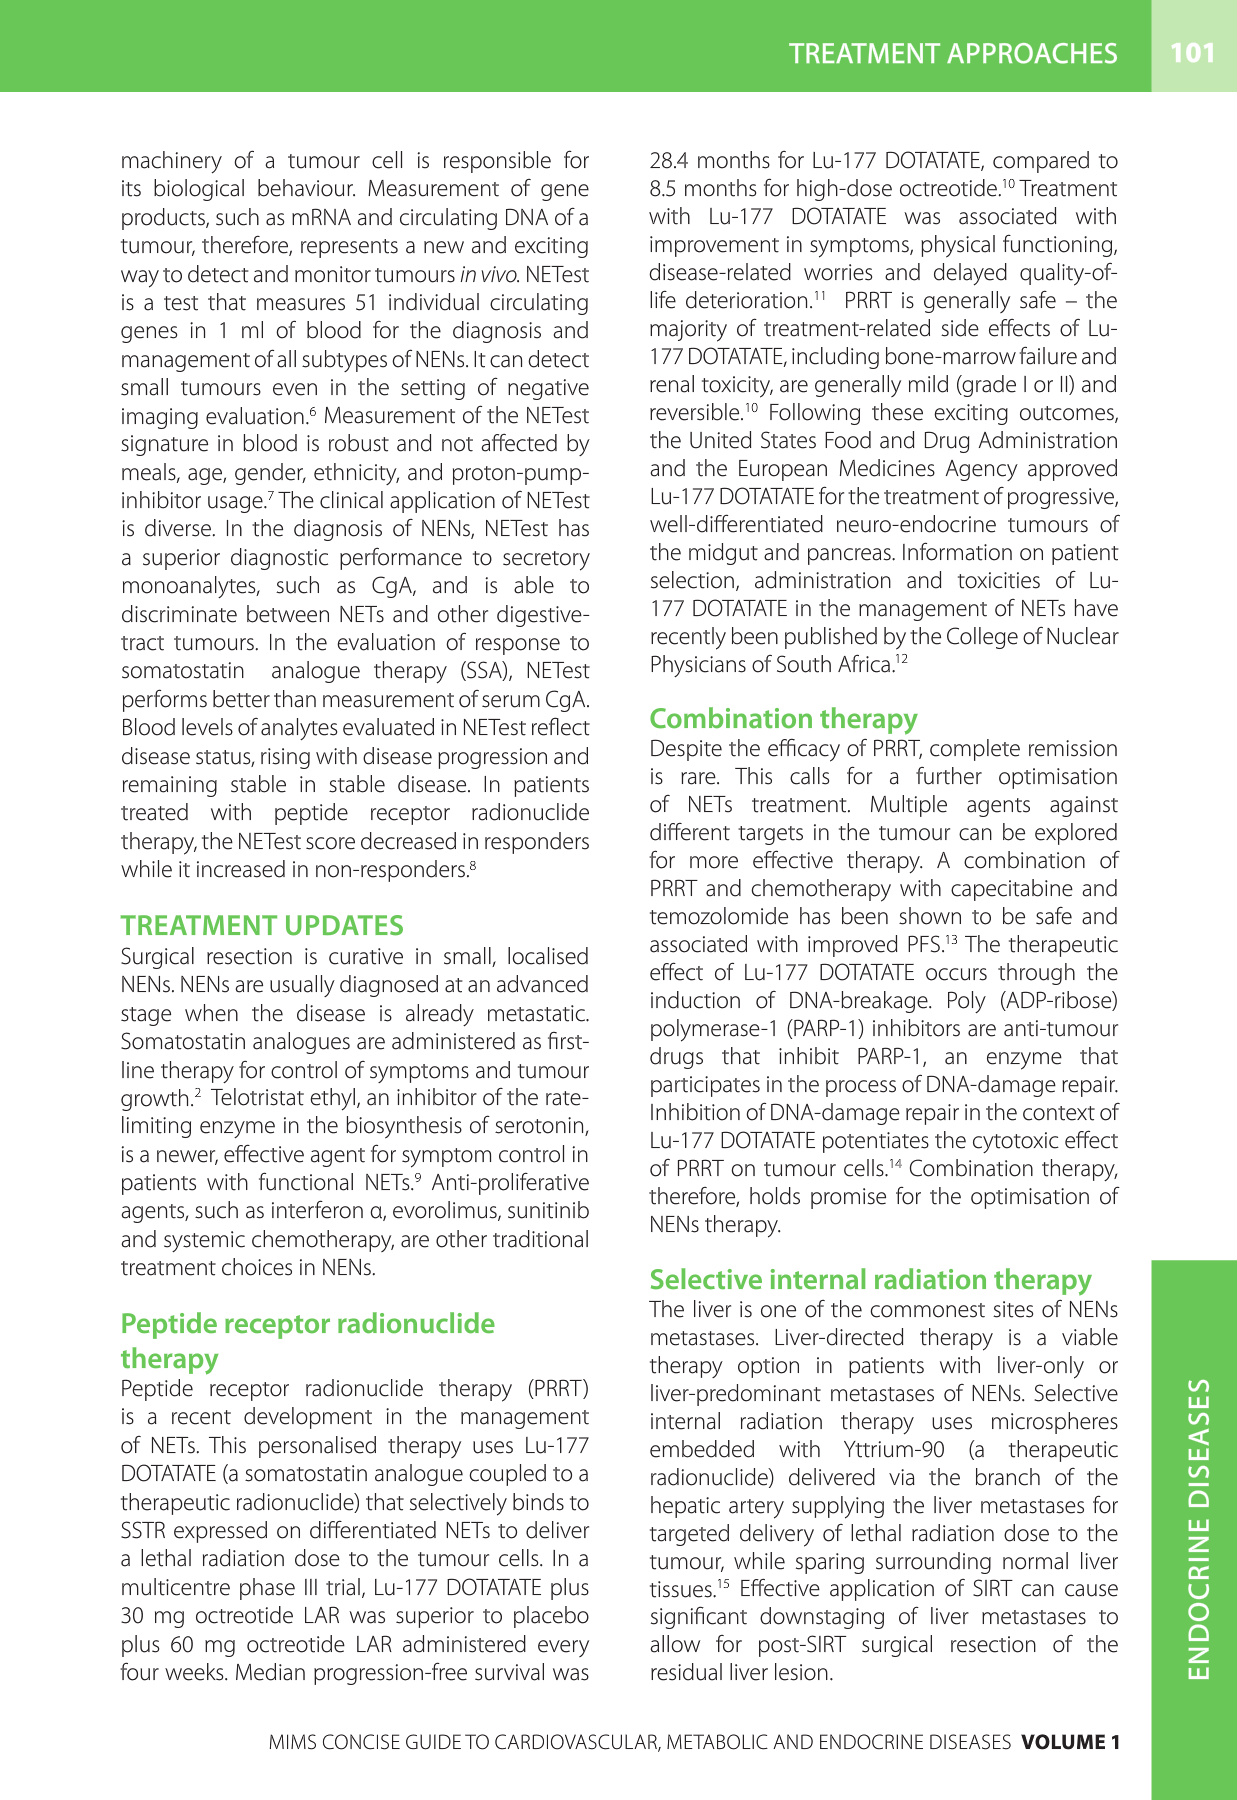 TREATMENT APPROACHES 101
machinery of a tumour cell is responsible for
its biological behaviour. Measurement of gene
products, such as mRNA and circulating DNA of a
tumour, therefore, represents a new and exciting
way to detect and monitor tumours in vivo. NETest
is a test that measures 51 individual circulating
genes in 1 ml of blood for the diagnosis and
management of all subtypes of NENs. It can detect
small tumours even in the setting of negative
imaging evaluation.⁶ Measurement of the NETest
signature in blood is robust and not affected by
meals, age, gender, ethnicity, and proton-pump-
inhibitor usage.⁷ The clinical application of NETest
is diverse. In the diagnosis of NENs, NETest has
a superior diagnostic performance to secretory
monoanalytes, such as CgA, and is able to
discriminate between NETs and other digestive-
tract tumours. In the evaluation of response to
somatostatin analogue therapy (SSA), NETest
performs better than measurement of serum CgA.
Blood levels of analytes evaluated in NETest reflect
disease status, rising with disease progression and
remaining stable in stable disease. In patients
treated with peptide receptor radionuclide
therapy, the NETest score decreased in responders
while it increased in non-responders.⁸
TREATMENT UPDATES
Surgical resection is curative in small, localised
NENs. NENs are usually diagnosed at an advanced
stage when the disease is already metastatic.
Somatostatin analogues are administered as first-
line therapy for control of symptoms and tumour
growth.² Telotristat ethyl, an inhibitor of the rate-
limiting enzyme in the biosynthesis of serotonin,
is a newer, effective agent for symptom control in
patients with functional NETs.⁹ Anti-proliferative
agents, such as interferon α, evorolimus, sunitinib
and systemic chemotherapy, are other traditional
treatment choices in NENs.
Peptide receptor radionuclide
therapy
Peptide receptor radionuclide therapy (PRRT)
is a recent development in the management
of NETs. This personalised therapy uses Lu-177
DOTATATE (a somatostatin analogue coupled to a
therapeutic radionuclide) that selectively binds to
SSTR expressed on differentiated NETs to deliver
a lethal radiation dose to the tumour cells. In a
multicentre phase III trial, Lu-177 DOTATATE plus
30 mg octreotide LAR was superior to placebo
plus 60 mg octreotide LAR administered every
four weeks. Median progression-free survival was
28.4 months for Lu-177 DOTATATE, compared to
8.5 months for high-dose octreotide.¹⁰ Treatment
with Lu-177 DOTATATE was associated with
improvement in symptoms, physical functioning,
disease-related worries and delayed quality-of-
life deterioration.¹¹ PRRT is generally safe – the
majority of treatment-related side effects of Lu-
177 DOTATATE, including bone-marrow failure and
renal toxicity, are generally mild (grade I or II) and
reversible.¹⁰ Following these exciting outcomes,
the United States Food and Drug Administration
and the European Medicines Agency approved
Lu-177 DOTATATE for the treatment of progressive,
well-differentiated neuro-endocrine tumours of
the midgut and pancreas. Information on patient
selection, administration and toxicities of Lu-
177 DOTATATE in the management of NETs have
recently been published by the College of Nuclear
Physicians of South Africa.¹²
Combination therapy
Despite the efficacy of PRRT, complete remission
is rare. This calls for a further optimisation
of NETs treatment. Multiple agents against
different targets in the tumour can be explored
for more effective therapy. A combination of
PRRT and chemotherapy with capecitabine and
temozolomide has been shown to be safe and
associated with improved PFS.¹³ The therapeutic
effect of Lu-177 DOTATATE occurs through the
induction of DNA-breakage. Poly (ADP-ribose)
polymerase-1 (PARP-1) inhibitors are anti-tumour
drugs that inhibit PARP-1, an enzyme that
participates in the process of DNA-damage repair.
Inhibition of DNA-damage repair in the context of
Lu-177 DOTATATE potentiates the cytotoxic effect
of PRRT on tumour cells.¹⁴ Combination therapy,
therefore, holds promise for the optimisation of
NENs therapy.
Selective internal radiation therapy
The liver is one of the commonest sites of NENs
metastases. Liver-directed therapy is a viable
therapy option in patients with liver-only or
liver-predominant metastases of NENs. Selective
internal radiation therapy uses microspheres
embedded with Yttrium-90 (a therapeutic
radionuclide) delivered via the branch of the
hepatic artery supplying the liver metastases for
targeted delivery of lethal radiation dose to the
tumour, while sparing surrounding normal liver
tissues.¹⁵ Effective application of SIRT can cause
significant downstaging of liver metastases to
allow for post-SIRT surgical resection of the
residual liver lesion.
ENDOCRINE DISEASES
MIMS CONCISE GUIDE TO CARDIOVASCULAR, METABOLIC AND ENDOCRINE DISEASES VOLUME 1